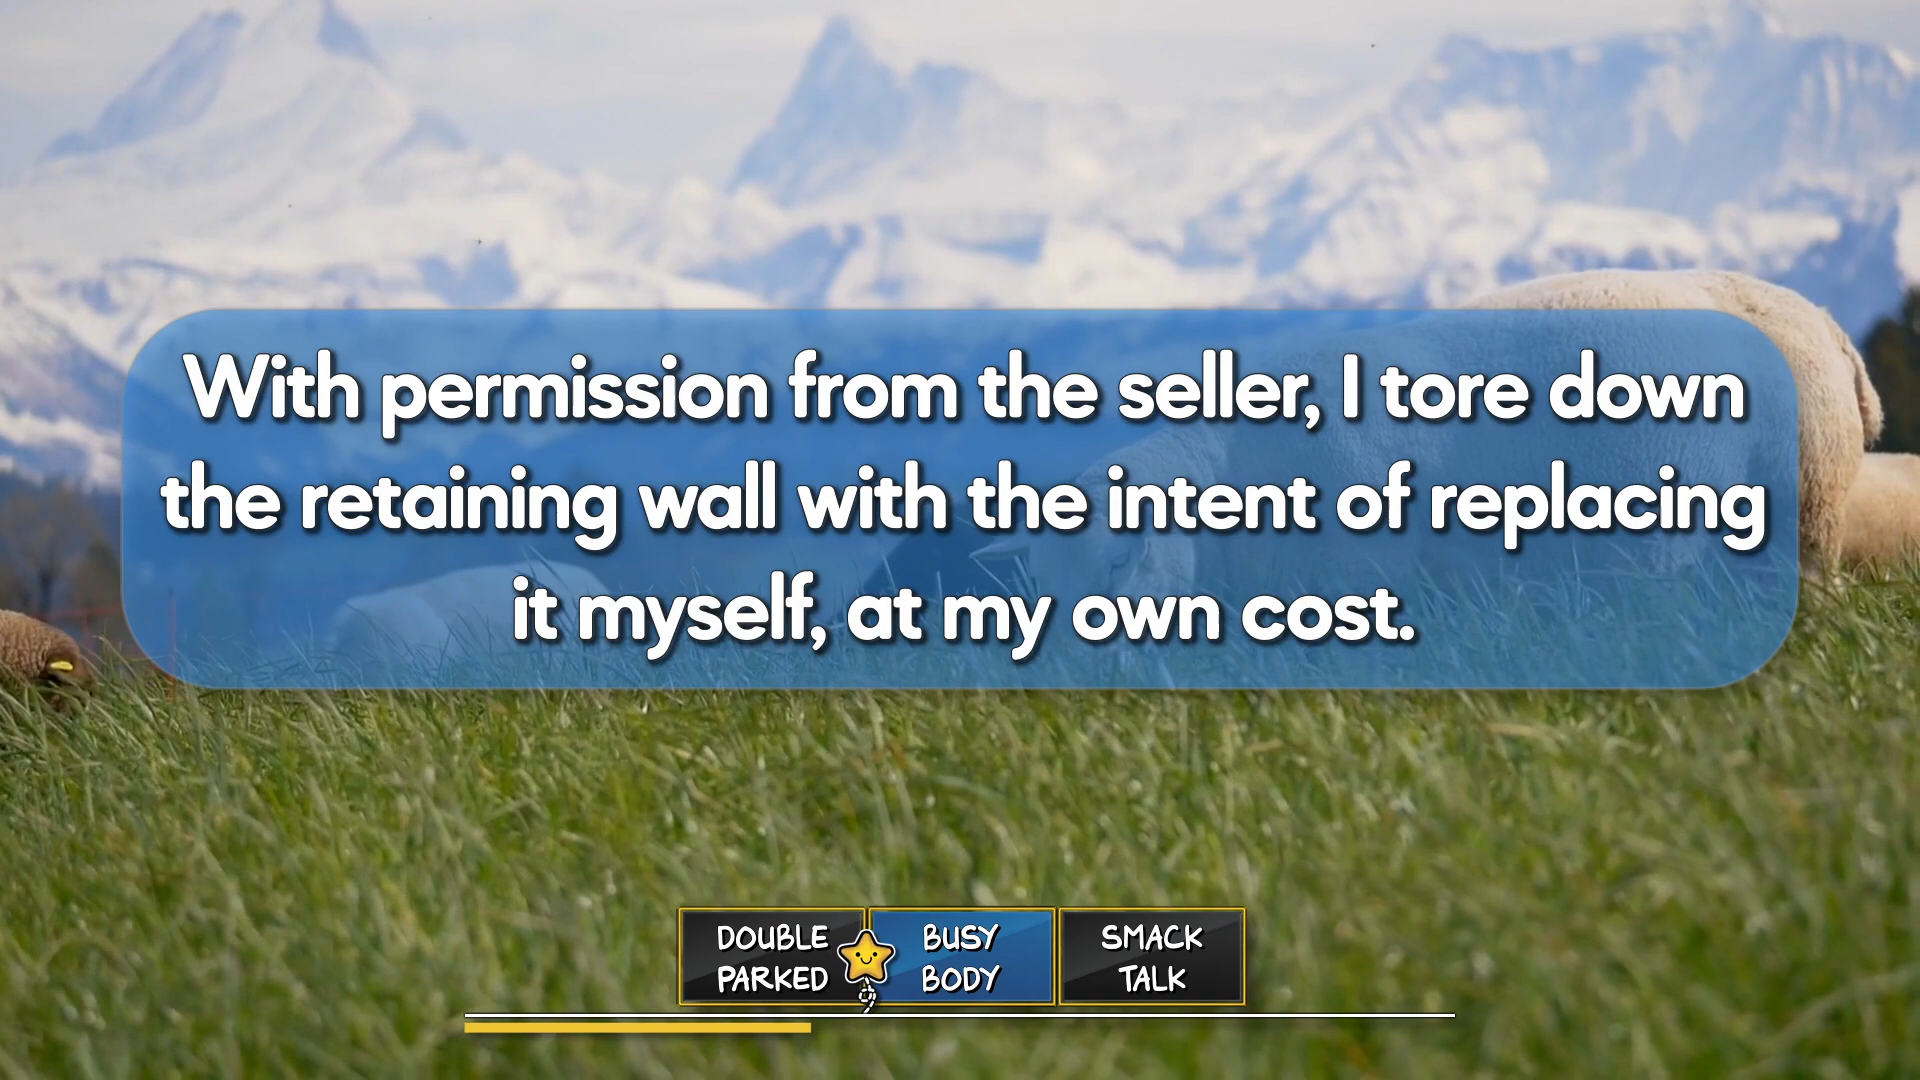 With permission from the seller, I tore down
the retaining wall with the intent of replacing
it myself, at my own cost.
DOUBLE
PARKED
BUSY
BODY
SMACK
TALK